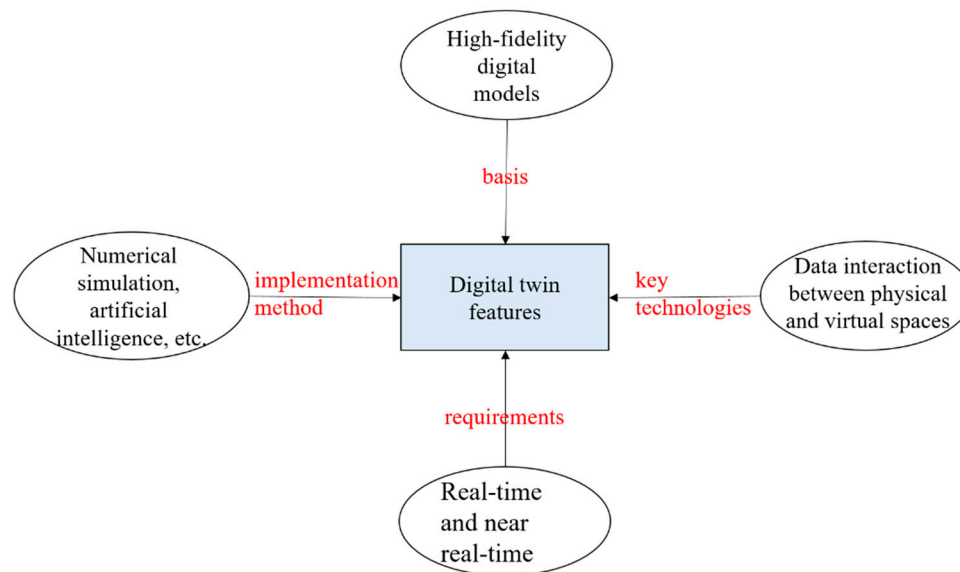 High-fidelity
digital
models
basis
Numerical
simulation,
artificial
intelligence, etc.
implementation
method
Digital twin
features
key
technologies
Data interaction
between physical
and virtual spaces
requirements
Real-time
and near
real-time